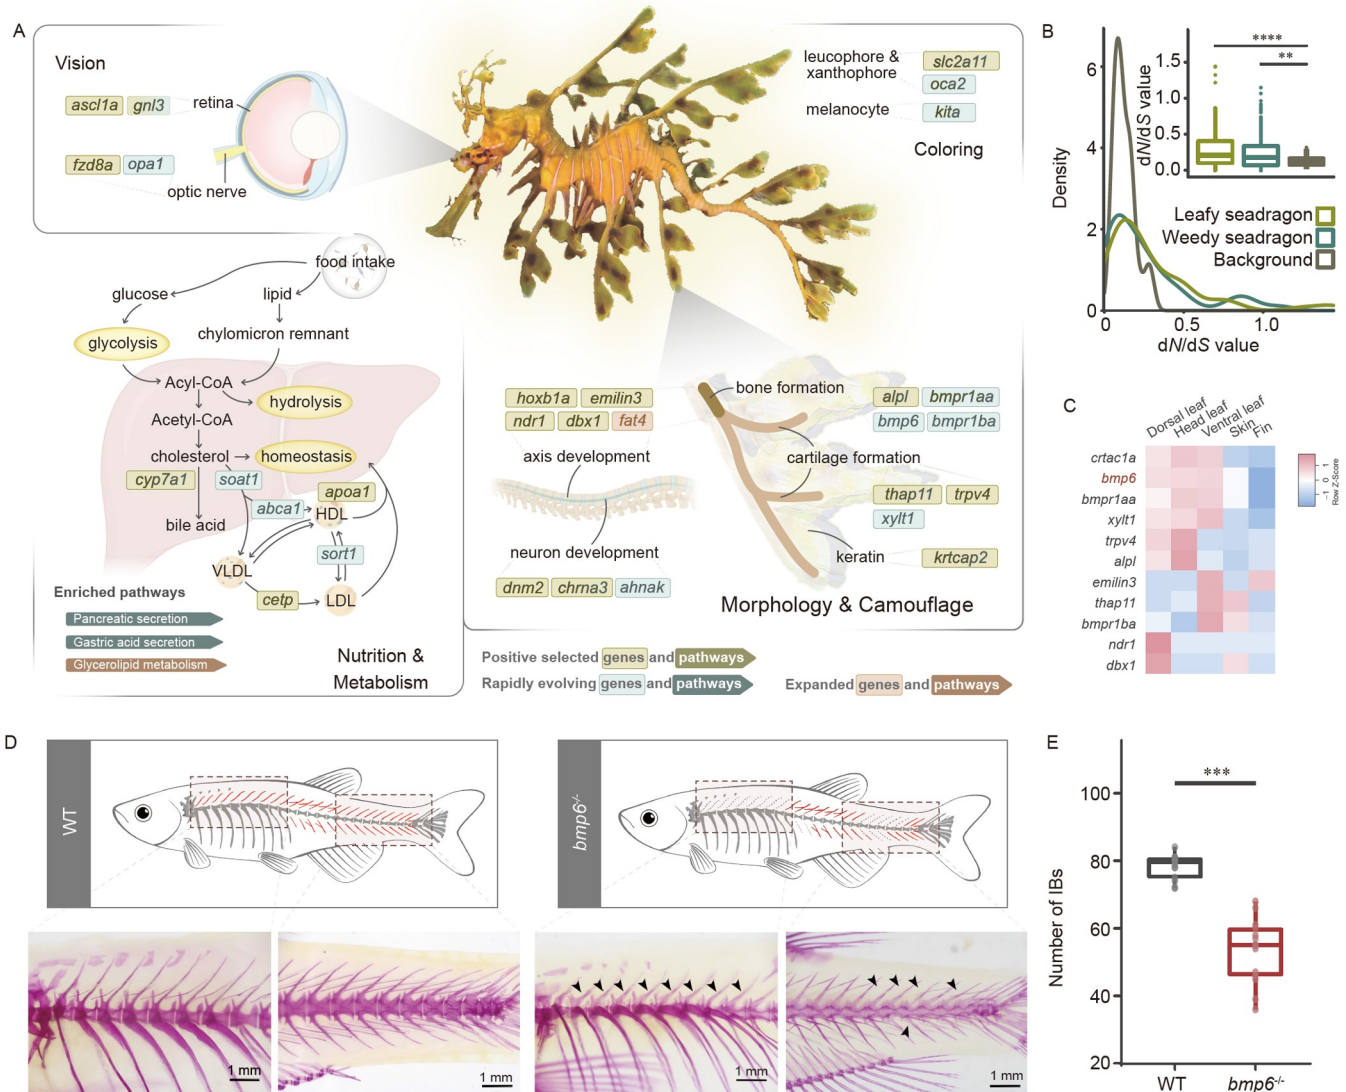 A
Vision
ascl1a gnl3 retina
fzd8a opa1
optic nerve
leucophore &
xanthophore
slc2a11
oca2
melanocyte kita
Coloring
food intake
glucose
lipid
glycolysis
chylomicron remnant
Acyl-CoA
hydrolysis
Acetyl-CoA
cholesterol
homeostasis
cyp7a1
soat1
apoa1
abca1
HDL
bile acid
sort1
VLDL
cetp
LDL
Enriched pathways
Pancreatic secretion
Gastric acid secretion
Glycerolipid metabolism
Nutrition &
Metabolism
hoxb1a emilin3
ndr1 dbx1 fat4
axis development
neuron development
dnm2 chrna3 ahnak
bone formation
alpl bmpr1aa
bmp6 bmpr1ba
cartilage formation
thap11 trpv4
xylt1
keratin
krtcap2
Morphology & Camouflage
Positive selected genes and pathways
Rapidly evolving genes and pathways
Expanded genes and pathways
B
Density
6
4
2
0
0 0.5 1.0
dN/dS value
dN/dS value
1.5
1.0
0.5
0.0
****
**
Leafy seadragon
Weedy seadragon
Background
C
Dorsal leaf
Head leaf
Ventral leaf
Skin
Fin
crtac1a
bmp6
bmpr1aa
xylt1
trpv4
alpl
emilin3
thap11
bmpr1ba
ndr1
dbx1
1
0
−1
Row Z-Score
D
WT
bmp6-/-
1 mm
1 mm
1 mm
1 mm
E
***
Number of IBs
100
80
60
40
20
WT
bmp6-/-